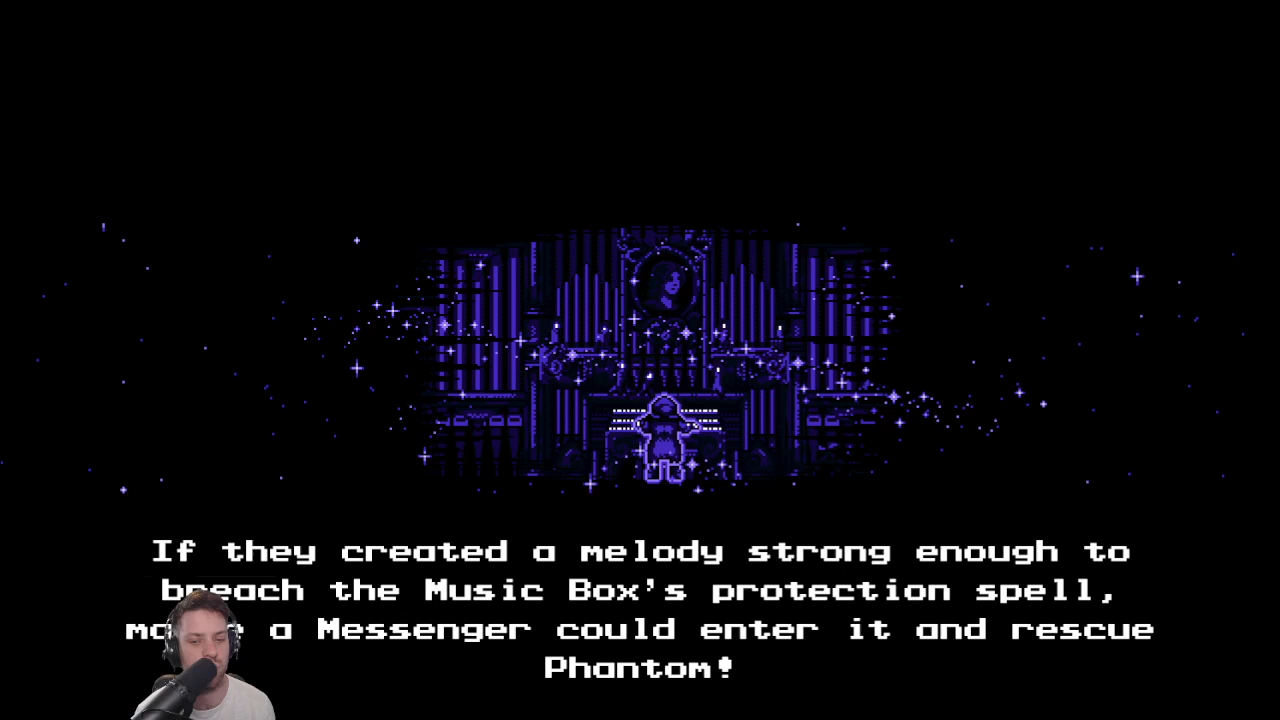 If they created a melody strong enough to
breach the Music Box's protection spell,
a Messenger could enter it and rescue
Phantom!